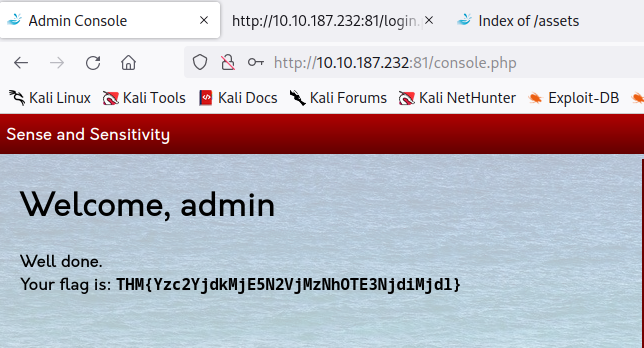 Admin Console
http://10.10.187.232:81/login.
Index of /assets
http://10.10.187.232:81/console.php
Kali Linux
Kali Tools
Kali Docs
Kali Forums
Kali NetHunter
Exploit-DB
Sense and Sensitivity
Welcome, admin
Well done.
Your flag is: THM{Yzc2YjdkMjE5N2VjMzNhOTE3NjdiMjdl}